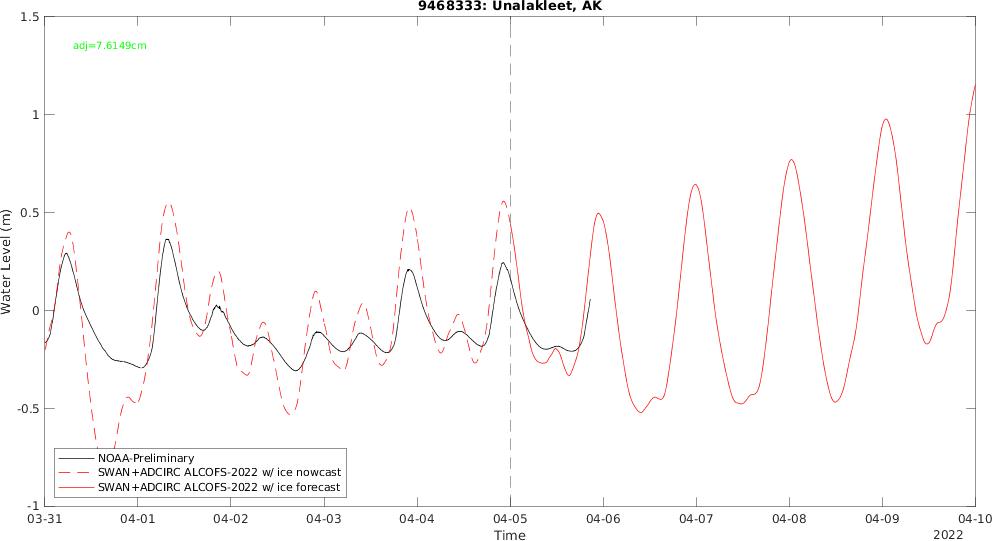 9468333: Unalakleet, AK
adj=7.6149cm
Water Level (m)
1.5
1
0.5
0
-0.5
-1
NOAA-Preliminary
SWAN+ADCIRC ALCOFS-2022 w/ ice nowcast
SWAN+ADCIRC ALCOFS-2022 w/ ice forecast
03-31 04-01 04-02 04-03 04-04 04-05 04-06 04-07 04-08 04-09 04-10
Time
2022